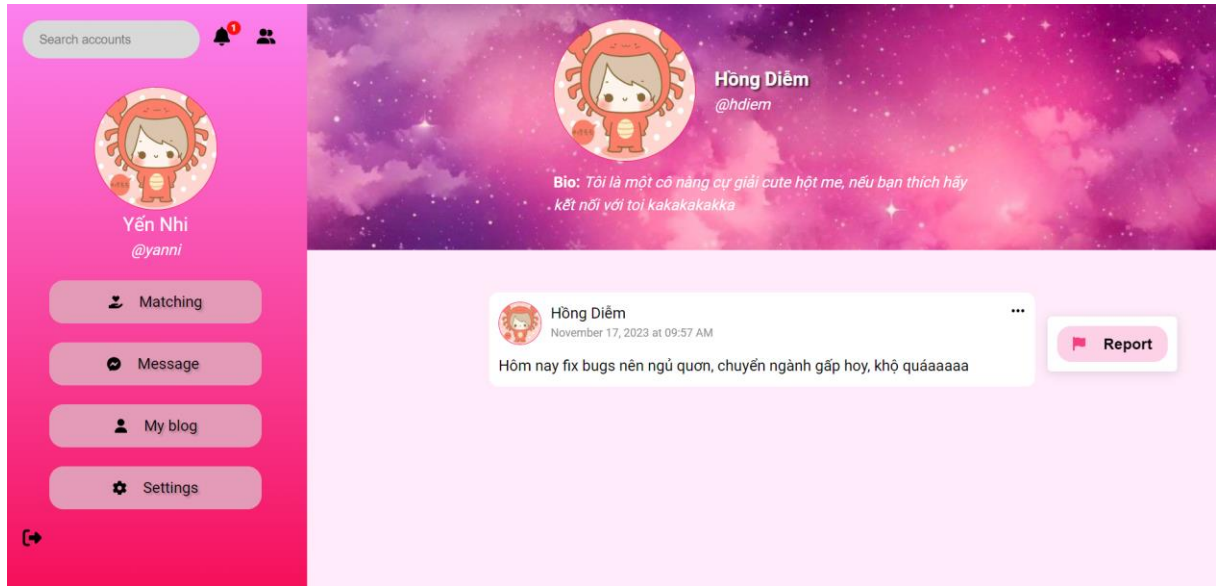 Search accounts
1
Yến Nhi
@yanni
Matching
Message
My blog
Settings
Hồng Diễm
@hdiem
Bio: Tôi là một cô nàng cự giải cute hột me, nếu bạn thích hãy
kết nối với toi kakakakakka
Hồng Diễm
November 17, 2023 at 09:57 AM
Hôm nay fix bugs nên ngủ quơn, chuyển ngành gấp hoy, khộ quáaaaaa
Report